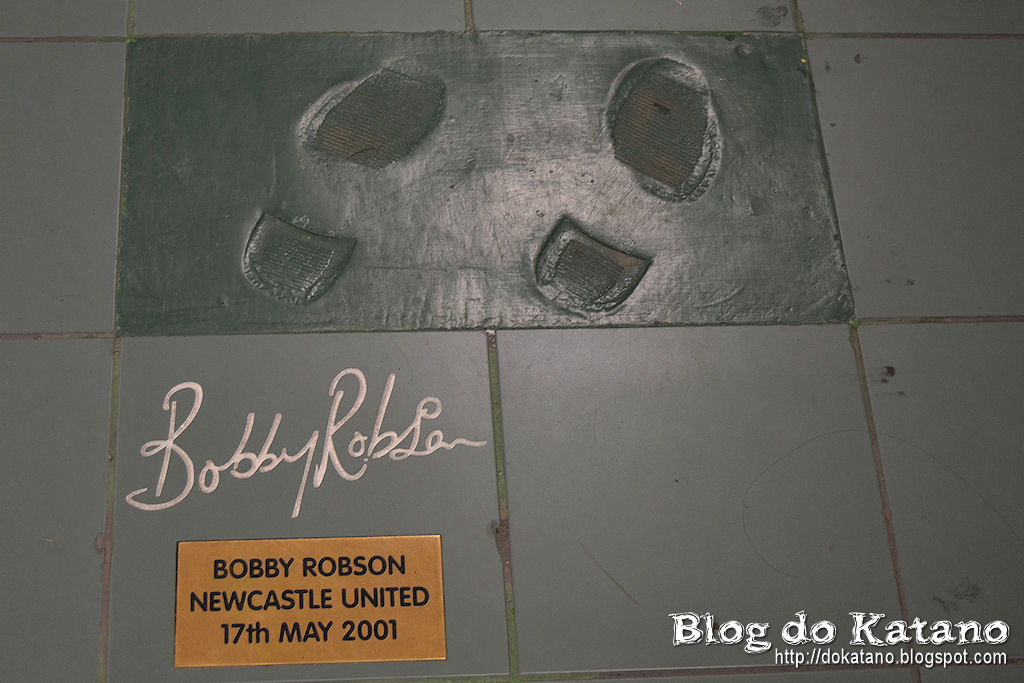 Bobby Robson
BOBBY ROBSON
NEWCASTLE UNITED
17th MAY 2001
Blog do Katano
http://dokatano.blogspot.com